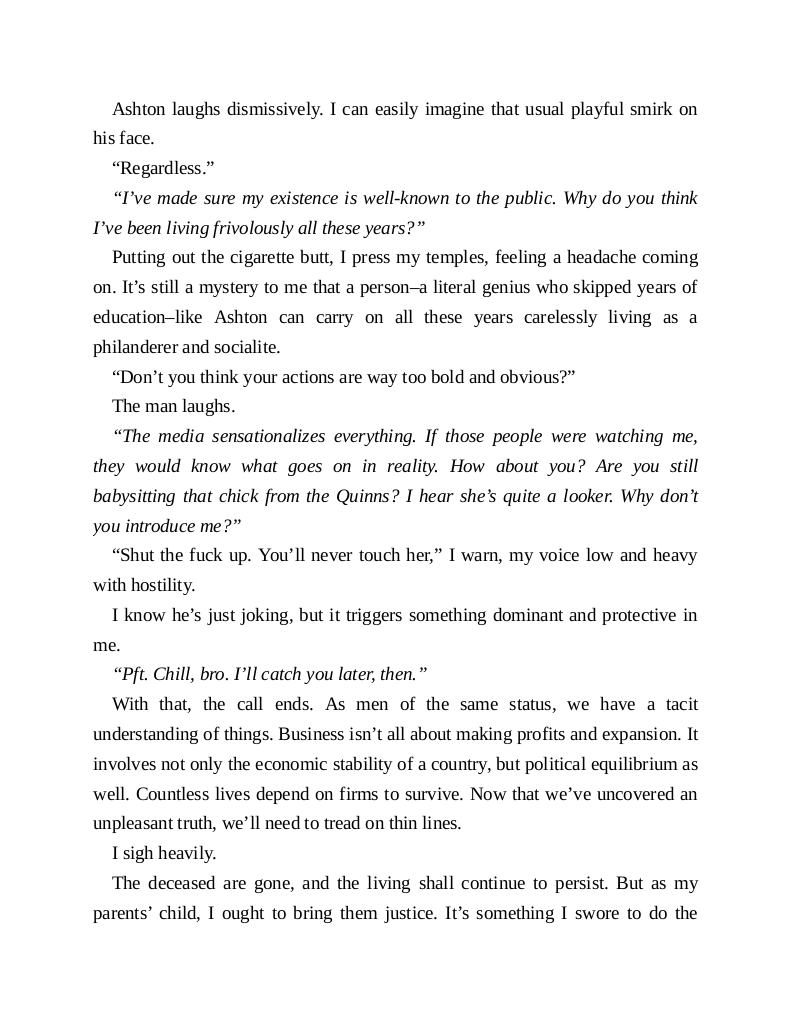 Ashton laughs dismissively. I can easily imagine that usual playful smirk on
his face.
“Regardless.”
“I’ve made sure my existence is well-known to the public. Why do you think
I’ve been living frivolously all these years?”
Putting out the cigarette butt, I press my temples, feeling a headache coming
on. It’s still a mystery to me that a person–a literal genius who skipped years of
education–like Ashton can carry on all these years carelessly living as a
philanderer and socialite.
“Don’t you think your actions are way too bold and obvious?”
The man laughs.
“The media sensationalizes everything. If those people were watching me,
they would know what goes on in reality. How about you? Are you still
babysitting that chick from the Quinns? I hear she’s quite a looker. Why don’t
you introduce me?”
“Shut the fuck up. You’ll never touch her,” I warn, my voice low and heavy
with hostility.
I know he’s just joking, but it triggers something dominant and protective in
me.
“Pft. Chill, bro. I’ll catch you later, then.”
With that, the call ends. As men of the same status, we have a tacit
understanding of things. Business isn’t all about making profits and expansion. It
involves not only the economic stability of a country, but political equilibrium as
well. Countless lives depend on firms to survive. Now that we’ve uncovered an
unpleasant truth, we’ll need to tread on thin lines.
I sigh heavily.
The deceased are gone, and the living shall continue to persist. But as my
parents’ child, I ought to bring them justice. It’s something I swore to do the